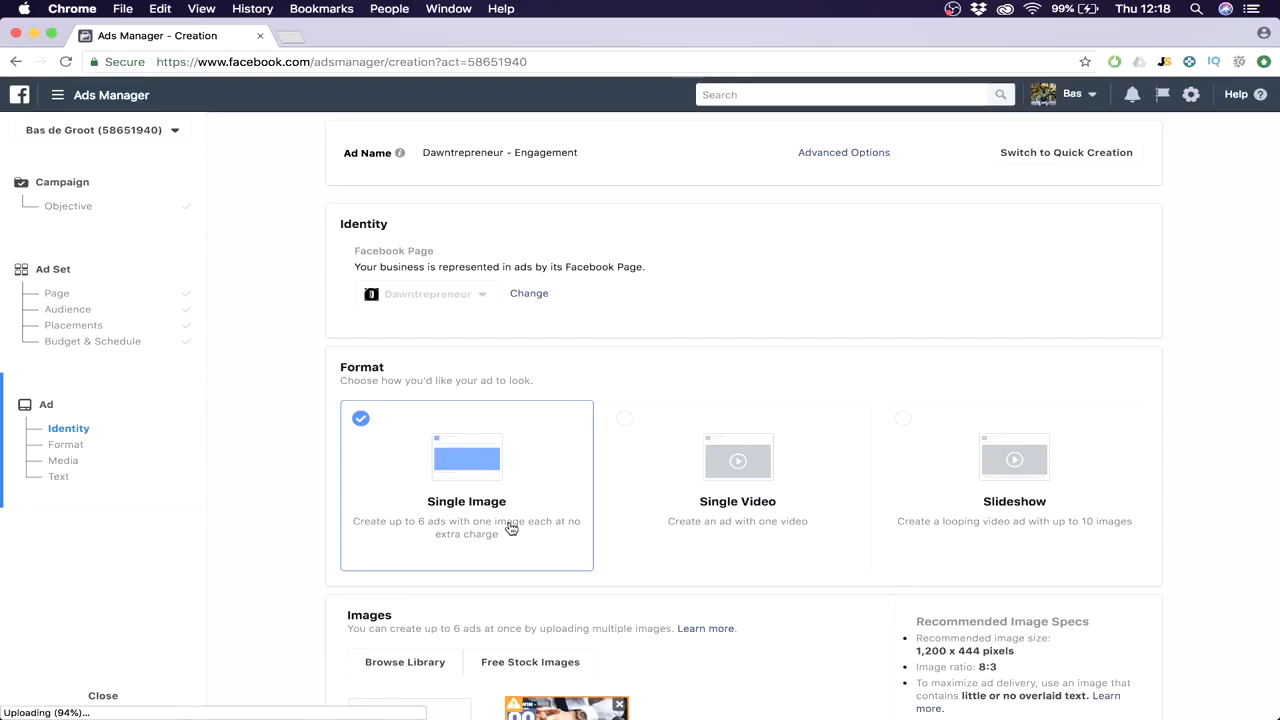 Chrome File Edit View History Bookmarks People Window Help 99% Thu 12:18
Ads Manager - Creation
Secure https://www.facebook.com/adsmanager/creation?act=58651940
Ads Manager Search Bas Help
Bas de Groot (58651940)
Campaign
Objective
Ad Set
Page
Audience
Placements
Budget & Schedule
Ad
Identity
Format
Media
Text
Close
Uploading (94%)...
Ad Name Dawntrepreneur - Engagement Advanced Options Switch to Quick Creation
Identity
Facebook Page
Your business is represented in ads by its Facebook Page.
Dawntrepreneur Change
Format
Choose how you'd like your ad to look.
Single Image
Create up to 6 ads with one image each at no
extra charge
Single Video
Create an ad with one video
Slideshow
Create a looping video ad with up to 10 images
Images
You can create up to 6 ads at once by uploading multiple images. Learn more.
Browse Library Free Stock Images
Recommended Image Specs
Recommended image size:
1,200 x 444 pixels
Image ratio: 8:3
To maximize ad delivery, use an image that
contains little or no overlaid text. Learn
more.